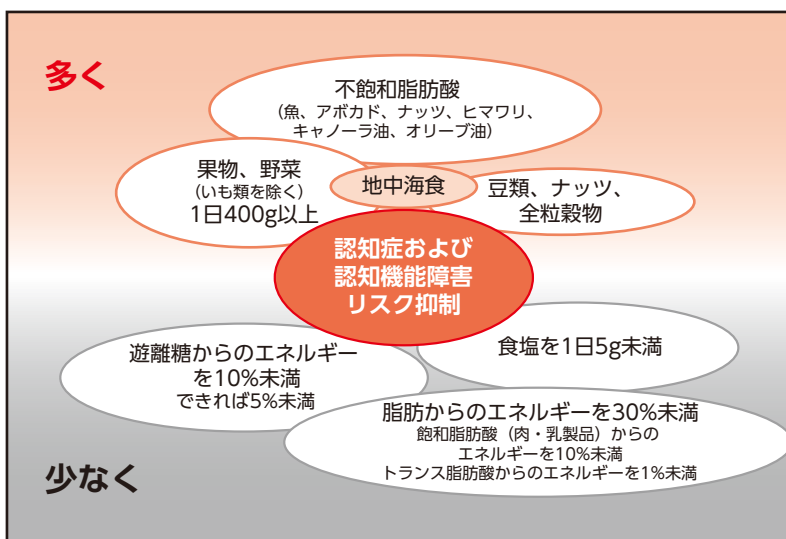 多く
不飽和脂肪酸
（魚、アボカド、ナッツ、ヒマワリ、
キャノーラ油、オリーブ油）
果物、野菜
（いも類を除く）
1日400g以上
地中海食
豆類、ナッツ、
全粒穀物
認知症および
認知機能障害
リスク抑制
遊離糖からのエネルギー
を10%未満
できれば5%未満
食塩を1日5g未満
脂肪からのエネルギーを30%未満
飽和脂肪酸（肉・乳製品）からの
エネルギーを10%未満
トランス脂肪酸からのエネルギーを1%未満
少なく